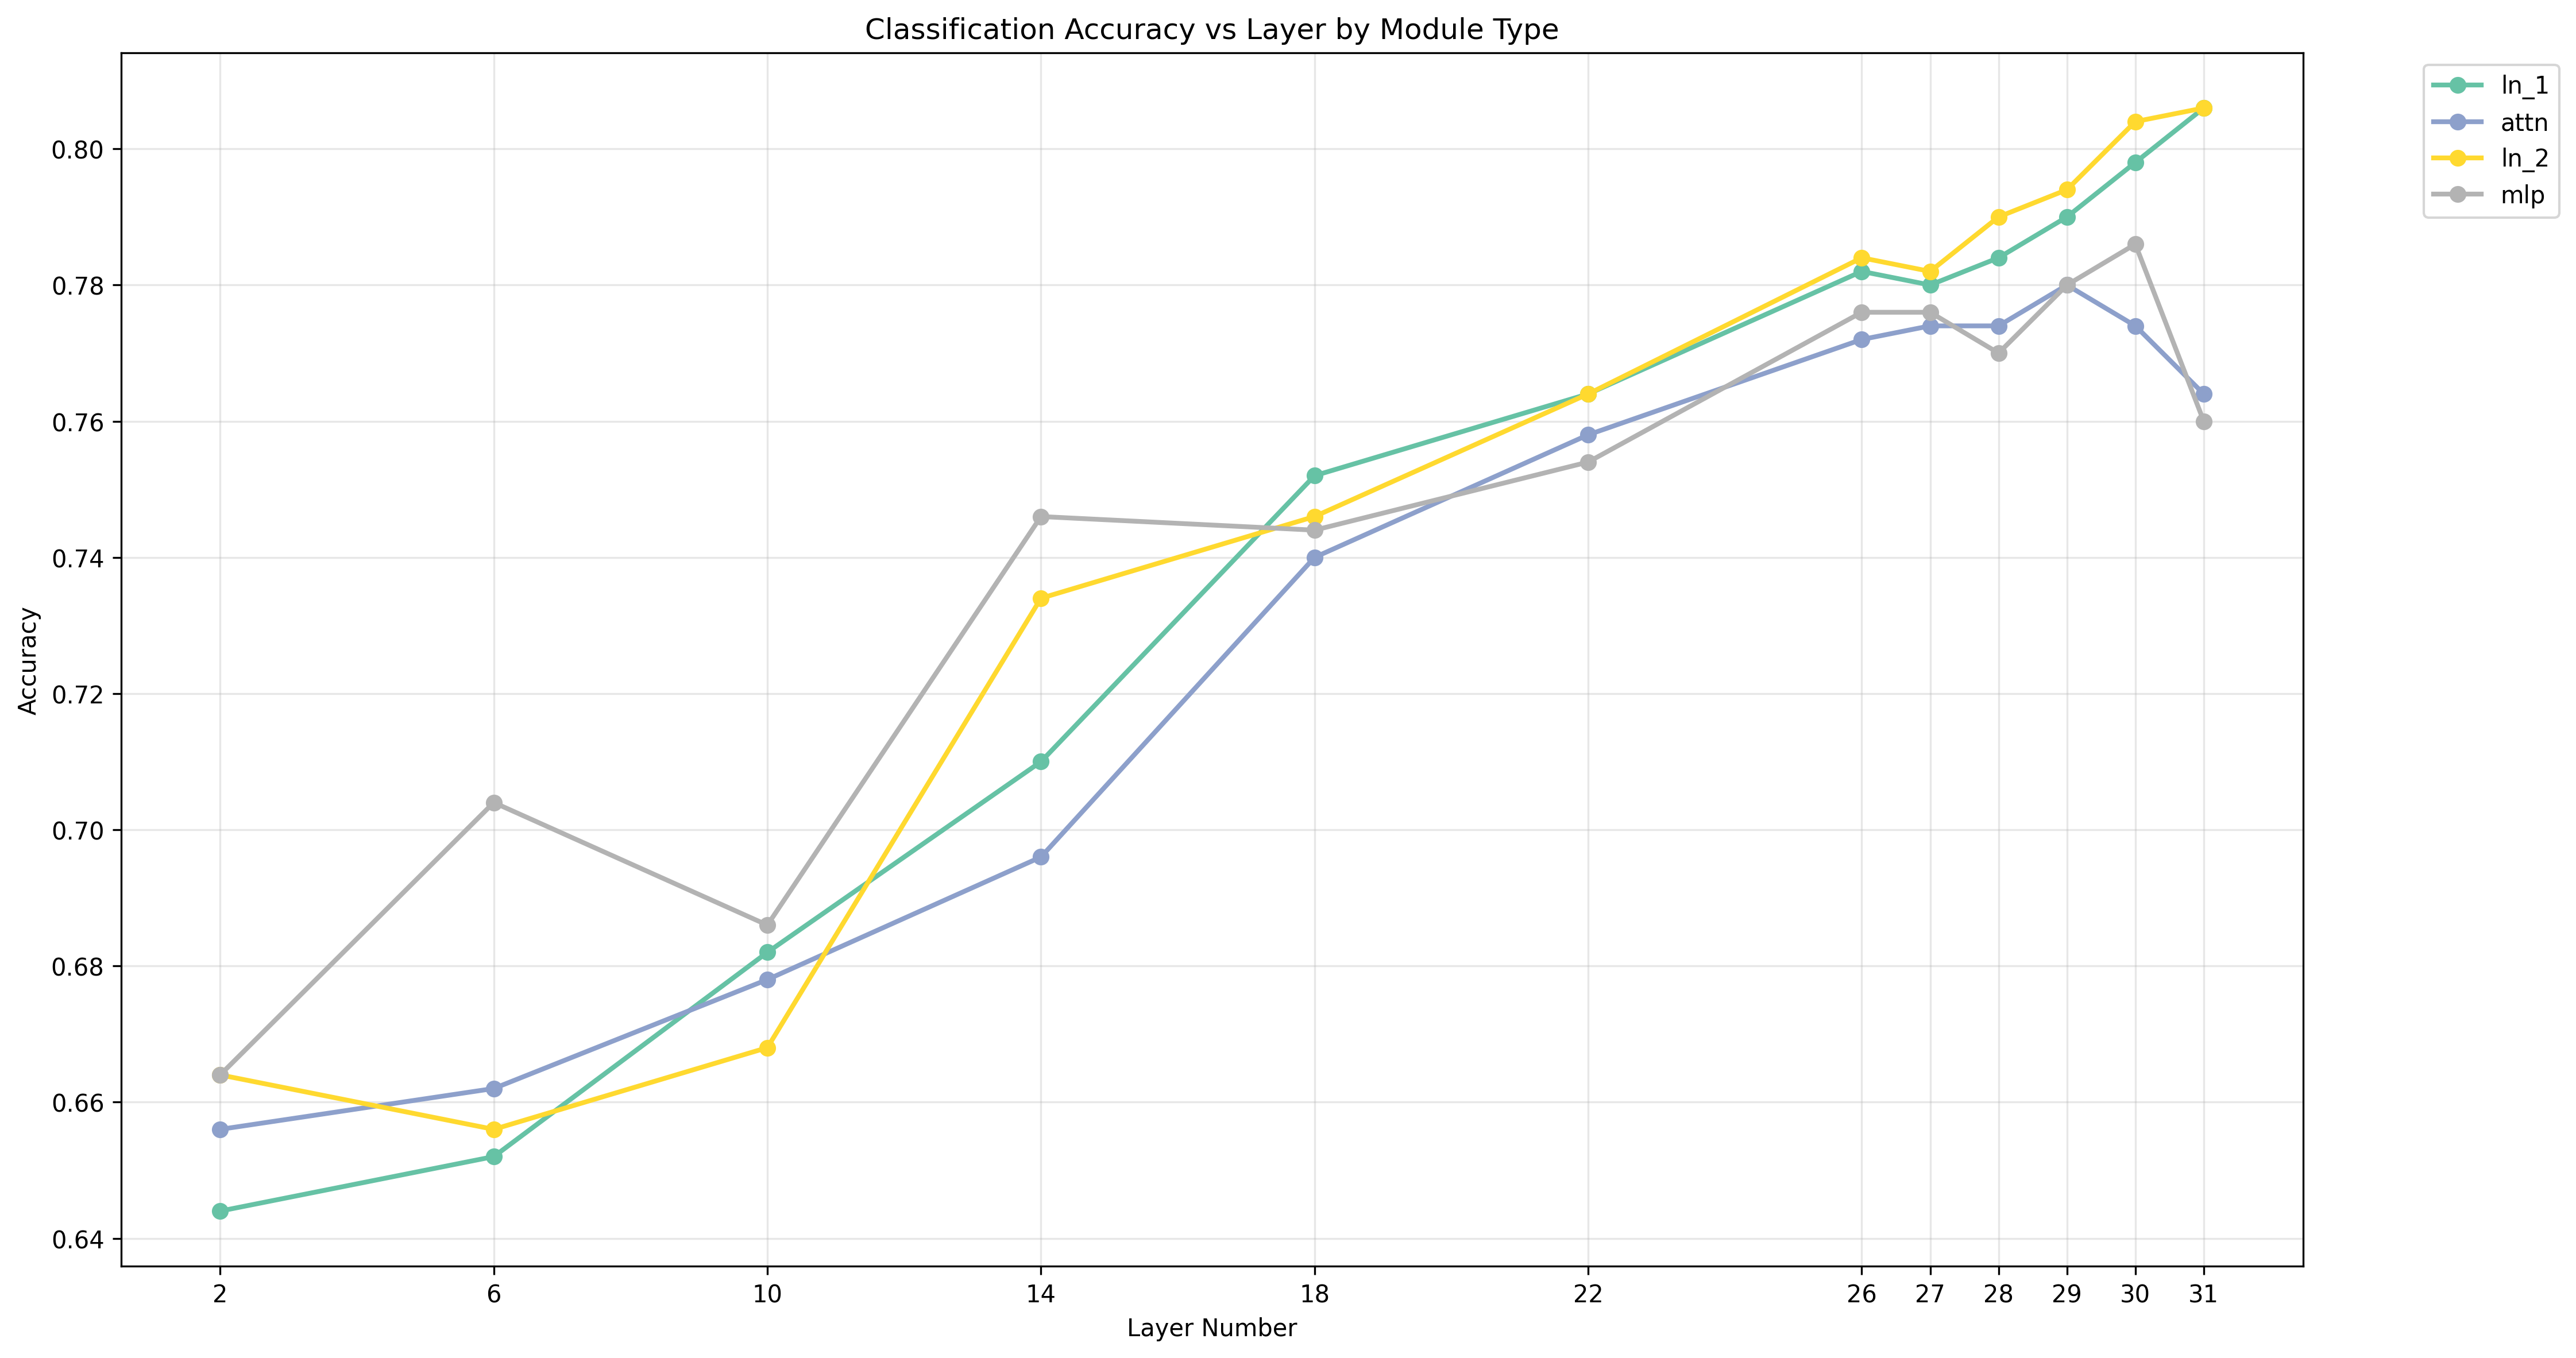 Classification Accuracy vs Layer by Module Type
ln_1
attn
ln_2
mlp
Accuracy
0.80
0.78
0.76
0.74
0.72
0.70
0.68
0.66
0.64
2 6 10 14 18 22 26 27 28 29 30 31
Layer Number